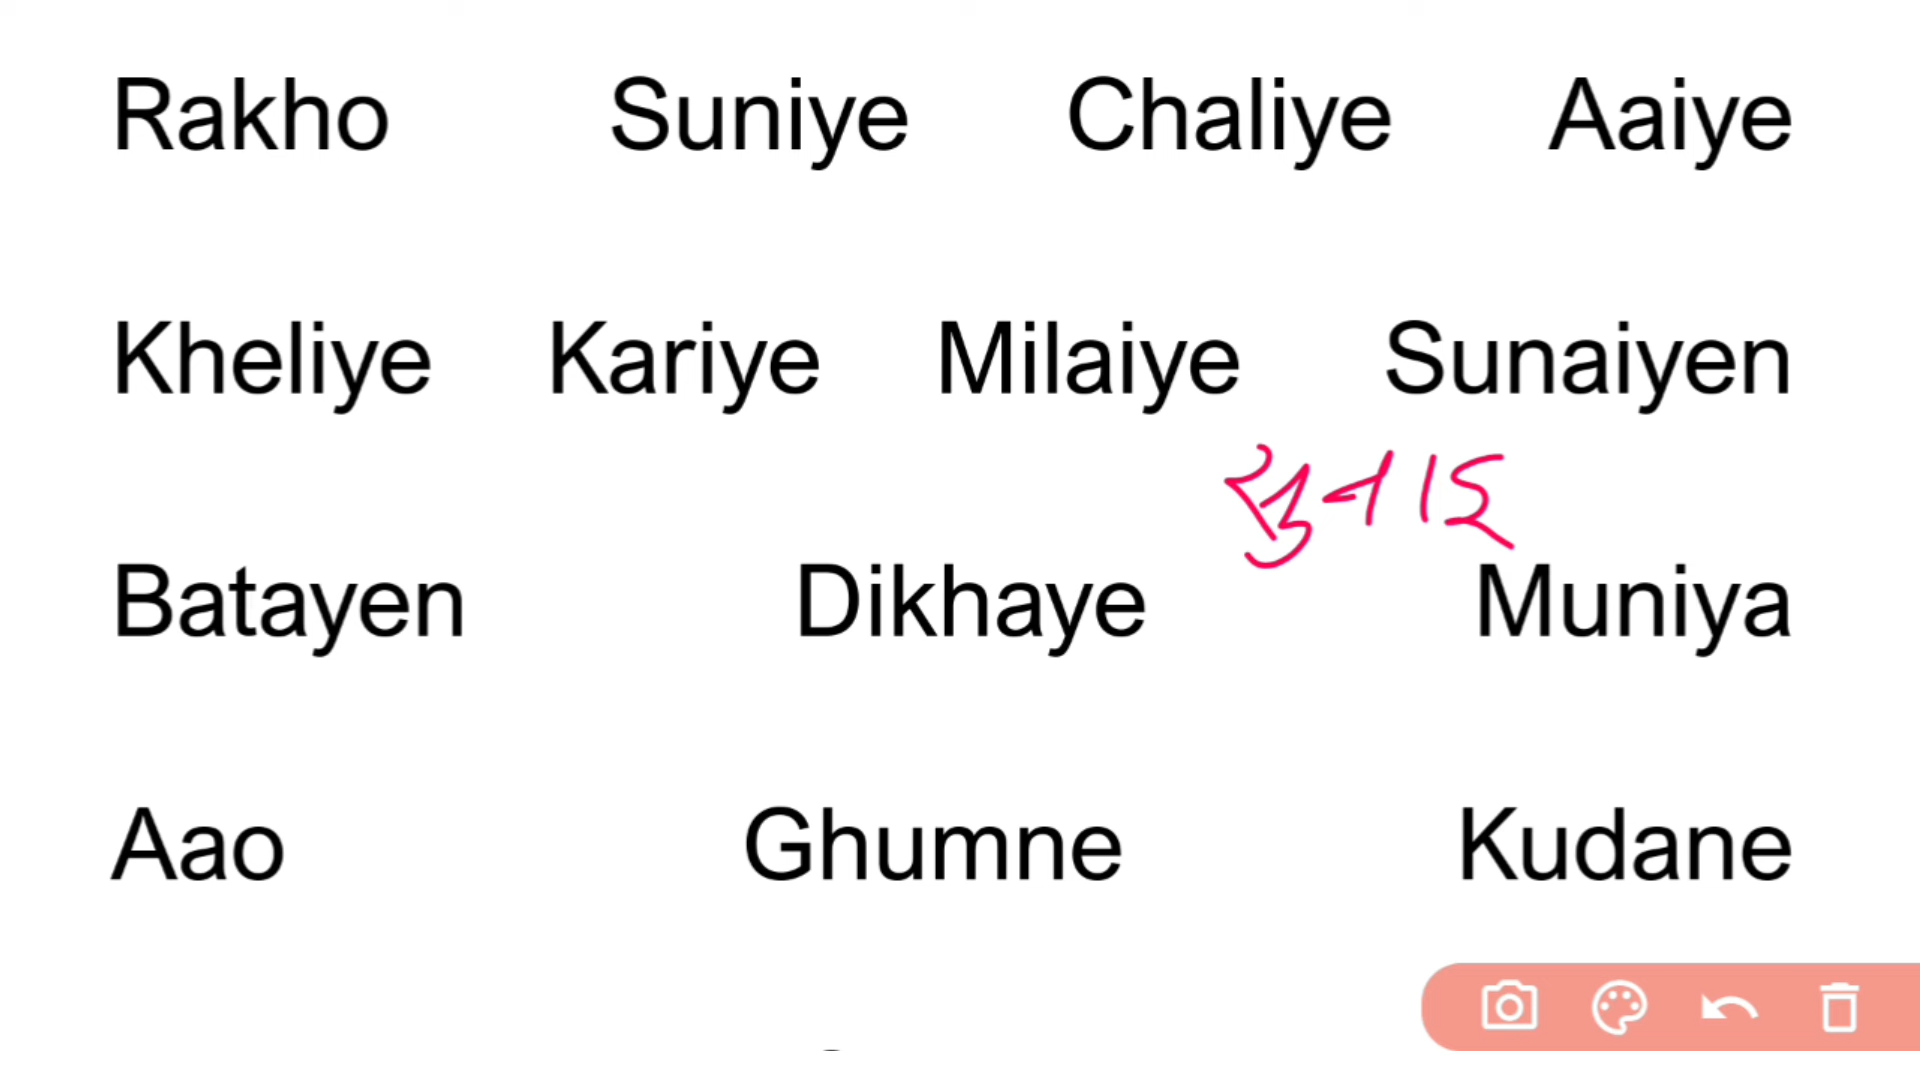 Rakho Suniye Chaliye Aaiye
Kheliye Kariye Milaiye Sunaiyen
सुनाइ
Batayen Dikhaye Muniya
Aao Ghumne Kudane